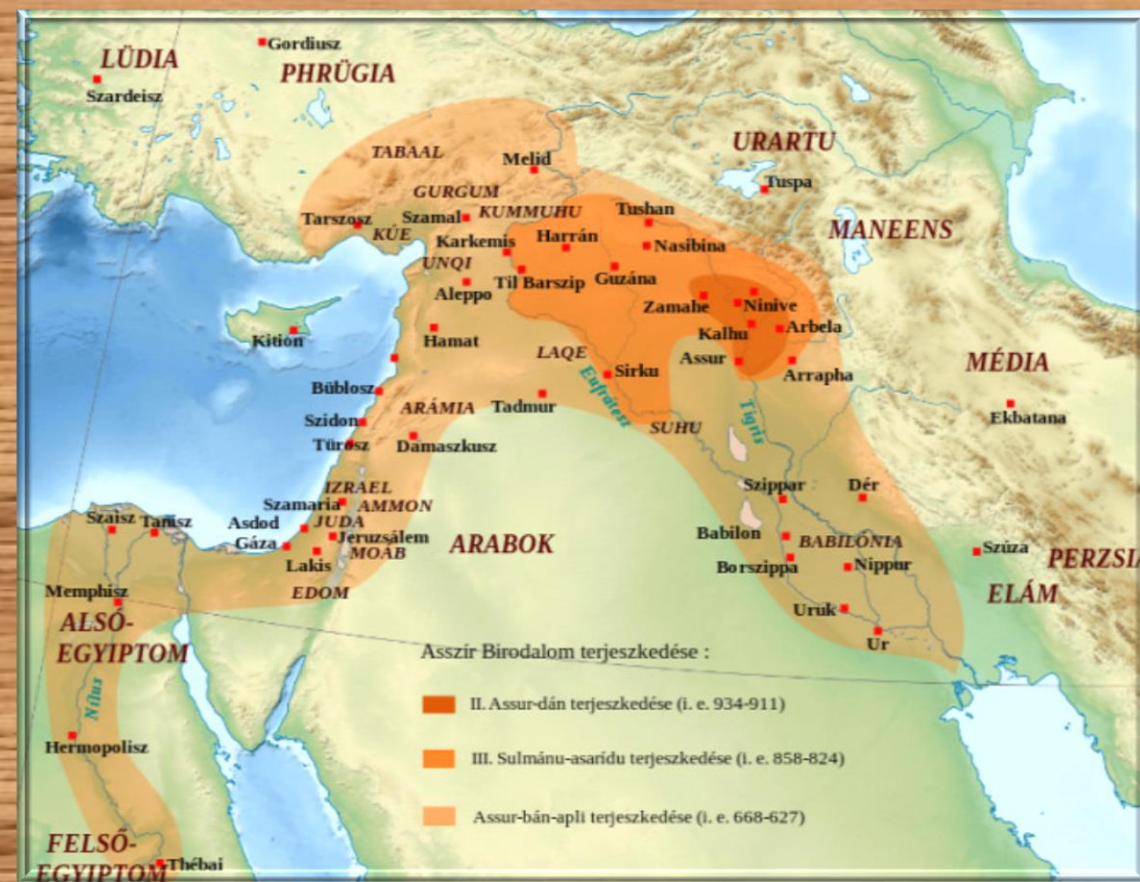 LÜDIA
Gordiusz
PHRÜGIA
Szardeisz
URARTU
TABAAL
Melid
Tuspa
GURGUM
Tarszosz
Szamal
KUMMUHU
Tushan
MANEENS
KÚE
Karkemis
Harrán
Nasibina
UNQI
Til Barszip
Guzána
Aleppo
Zamahe
Ninive
Kition
Hamat
Kalhu
Arbela
LAQE
Assur
MÉDIA
Sirku
Arrapha
Büblosz
Eufrátesz
Tadmur
ARÁMIA
Tigris
Ekbatana
Szidon
SUHU
Türosz
Damaszkusz
IZRAEL
Szippar
Dér
Szamaria
AMMON
Szaisz
Tanisz
Asdod
JUDA
Jeruzsálem
Gáza
MOÁB
ARABOK
Babilon
BABILÓNIA
Szúza
PERZSIA
Lakis
Borszippa
Nippur
EDOM
ELÁM
Memphisz
Uruk
ALSÓ-
EGYIPTOM
Ur
Asszír Birodalom terjeszkedése :
Nílus
II. Assur-dán terjeszkedése (i. e. 934-911)
Hermopolisz
III. Sulmánu-asarídu terjeszkedése (i. e. 858-824)
Assur-bán-apli terjeszkedése (i. e. 668-627)
FELSŐ-
EGYIPTOM
Thébai